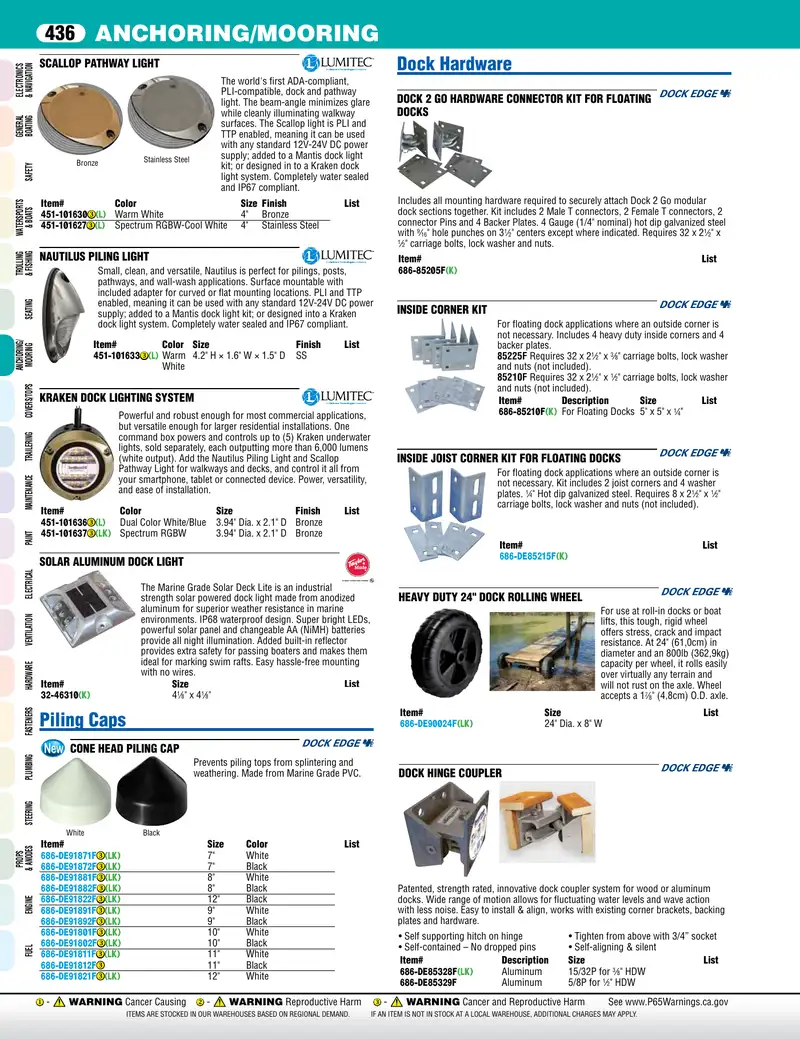 436 ANCHORING/MOORING
ELECTRONICS & NAVIGATION
GENERAL BOATING
SAFETY
WATERSPORTS & BOATS
TROLLING & FISHING
SEATING
ANCHORING/ MOORING
COVERS/TOPS
TRAILERING
MAINTENANCE
PAINT
ELECTRICAL
VENTILATION
HARDWARE
FASTENERS
PLUMBING
STEERING
PROPS & ANODES
ENGINE
FUEL
SCALLOP PATHWAY LIGHT
LUMITEC
The world's first ADA-compliant,
PLI-compatible, dock and pathway
light. The beam-angle minimizes glare
while cleanly illuminating walkway
surfaces. The Scallop light is PLI and
TTP enabled, meaning it can be used
with any standard 12V-24V DC power
supply; added to a Mantis dock light
kit; or designed in to a Kraken dock
light system. Completely water sealed
and IP67 compliant.
Bronze
Stainless Steel
Item# Color Size Finish List
451-101630③(L) Warm White 4" Bronze
451-101627③(L) Spectrum RGBW-Cool White 4" Stainless Steel
NAUTILUS PILING LIGHT
LUMITEC
Small, clean, and versatile, Nautilus is perfect for pilings, posts,
pathways, and wall-wash applications. Surface mountable with
included adapter for curved or flat mounting locations. PLI and TTP
enabled, meaning it can be used with any standard 12V-24V DC power
supply; added to a Mantis dock light kit; or designed into a Kraken
dock light system. Completely water sealed and IP67 compliant.
Item# Color Size Finish List
451-101633③(L) Warm 4.2" H × 1.6" W × 1.5" D SS
White
KRAKEN DOCK LIGHTING SYSTEM
LUMITEC
Powerful and robust enough for most commercial applications,
but versatile enough for larger residential installations. One
command box powers and controls up to (5) Kraken underwater
lights, sold separately, each outputting more than 6,000 lumens
(white output). Add the Nautilus Piling Light and Scallop
Pathway Light for walkways and decks, and control it all from
your smartphone, tablet or connected device. Power, versatility,
and ease of installation.
Item# Color Size Finish List
451-101636③(L) Dual Color White/Blue 3.94" Dia. x 2.1" D Bronze
451-101637③(LK) Spectrum RGBW 3.94" Dia. x 2.1" D Bronze
SOLAR ALUMINUM DOCK LIGHT
Taylor Made
The Marine Grade Solar Deck Lite is an industrial
strength solar powered dock light made from anodized
aluminum for superior weather resistance in marine
environments. IP68 waterproof design. Super bright LEDs,
powerful solar panel and changeable AA (NiMH) batteries
provide all night illumination. Added built-in reflector
provides extra safety for passing boaters and makes them
ideal for marking swim rafts. Easy hassle-free mounting
with no wires.
Item# Size List
32-46310(K) 4⅛" x 4⅛"
Piling Caps
New CONE HEAD PILING CAP
DOCK EDGE
Prevents piling tops from splintering and
weathering. Made from Marine Grade PVC.
White
Black
Item# Size Color List
686-DE91871F③(LK) 7" White
686-DE91872F③(LK) 7" Black
686-DE91881F③(LK) 8" White
686-DE91882F③(LK) 8" Black
686-DE91822F③(LK) 12" Black
686-DE91891F③(LK) 9" White
686-DE91892F③(LK) 9" Black
686-DE91801F③(LK) 10" White
686-DE91802F③(LK) 10" Black
686-DE91811F③(LK) 11" White
686-DE91812F③ 11" Black
686-DE91821F③(LK) 12" White
Dock Hardware
DOCK EDGE
DOCK 2 GO HARDWARE CONNECTOR KIT FOR FLOATING
DOCKS
Includes all mounting hardware required to securely attach Dock 2 Go modular
dock sections together. Kit includes 2 Male T connectors, 2 Female T connectors, 2
connector Pins and 4 Backer Plates. 4 Gauge (1/4" nominal) hot dip galvanized steel
with 9⁄16" hole punches on 3½" centers except where indicated. Requires 32 x 2½" x
½" carriage bolts, lock washer and nuts.
Item# List
686-85205F(K)
INSIDE CORNER KIT
DOCK EDGE
For floating dock applications where an outside corner is
not necessary. Includes 4 heavy duty inside corners and 4
backer plates.
85225F Requires 32 x 2½" x ⅜" carriage bolts, lock washer
and nuts (not included).
85210F Requires 32 x 2½" x ½" carriage bolts, lock washer
and nuts (not included).
Item# Description Size List
686-85210F(K) For Floating Docks 5" x 5" x ¼"
INSIDE JOIST CORNER KIT FOR FLOATING DOCKS
DOCK EDGE
For floating dock applications where an outside corner is
not necessary. Kit includes 2 joist corners and 4 washer
plates. ¼" Hot dip galvanized steel. Requires 8 x 2½" x ½"
carriage bolts, lock washer and nuts (not included).
Item# List
686-DE85215F(K)
HEAVY DUTY 24" DOCK ROLLING WHEEL
DOCK EDGE
For use at roll-in docks or boat
lifts, this tough, rigid wheel
offers stress, crack and impact
resistance. At 24" (61,0cm) in
diameter and an 800lb (362,9kg)
capacity per wheel, it rolls easily
over virtually any terrain and
will not rust on the axle. Wheel
accepts a 1⅞" (4,8cm) O.D. axle.
Item# Size List
686-DE90024F(LK) 24" Dia. x 8" W
DOCK HINGE COUPLER
DOCK EDGE
Patented, strength rated, innovative dock coupler system for wood or aluminum
docks. Wide range of motion allows for fluctuating water levels and wave action
with less noise. Easy to install & align, works with existing corner brackets, backing
plates and hardware.
• Self supporting hitch on hinge • Tighten from above with 3/4" socket
• Self-contained – No dropped pins • Self-aligning & silent
Item# Description Size List
686-DE85328F(LK) Aluminum 15/32P for ⅜" HDW
686-DE85329F Aluminum 5/8P for ½" HDW
① - WARNING Cancer Causing ② - WARNING Reproductive Harm ③ - WARNING Cancer and Reproductive Harm See www.P65Warnings.ca.gov
ITEMS ARE STOCKED IN OUR WAREHOUSES BASED ON REGIONAL DEMAND. IF AN ITEM IS NOT IN STOCK AT A LOCAL WAREHOUSE, ADDITIONAL CHARGES MAY APPLY.